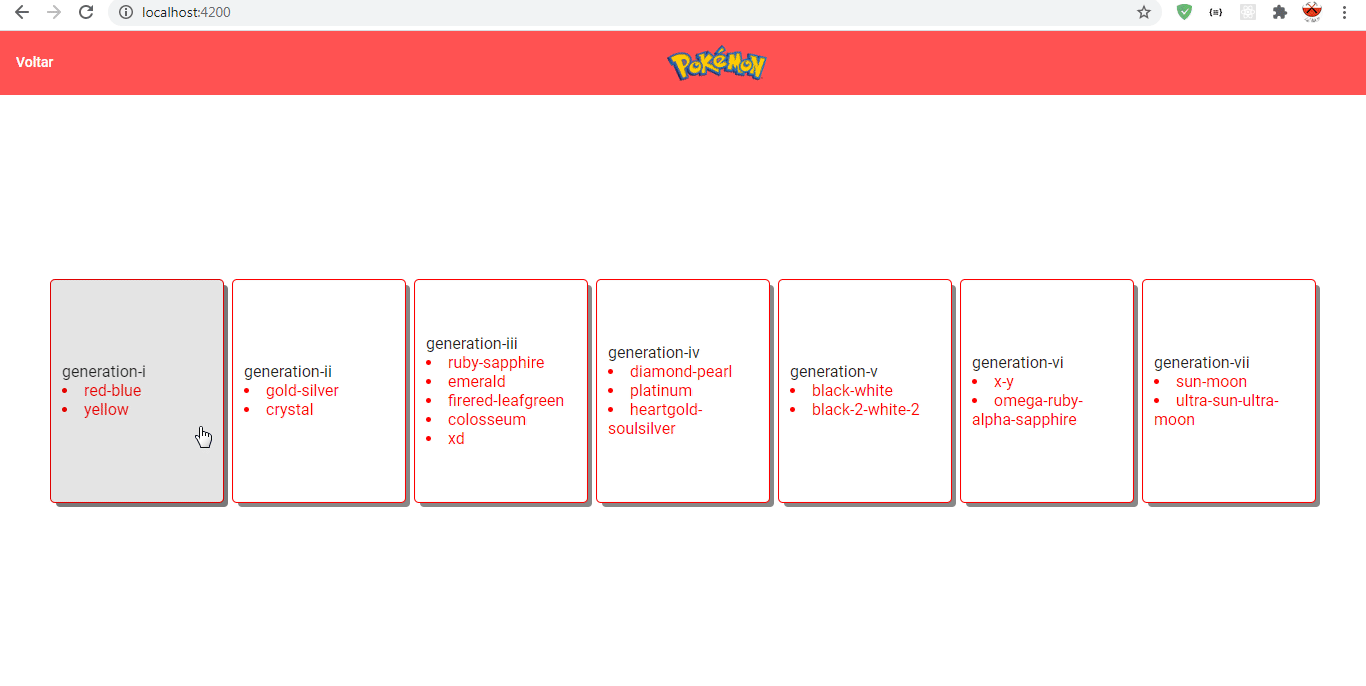 localhost:4200
Voltar
POKéMON
generation-i
red-blue
yellow
generation-ii
gold-silver
crystal
generation-iii
ruby-sapphire
emerald
firered-leafgreen
colosseum
xd
generation-iv
diamond-pearl
platinum
heartgold-
soulsilver
generation-v
black-white
black-2-white-2
generation-vi
x-y
omega-ruby-
alpha-sapphire
generation-vii
sun-moon
ultra-sun-ultra-
moon